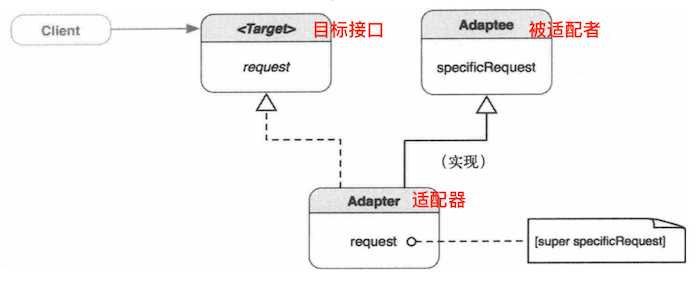 Client
<Target> 目标接口
request
Adaptee 被适配者
specificRequest
（实现）
Adapter 适配器
request
[super specificRequest]